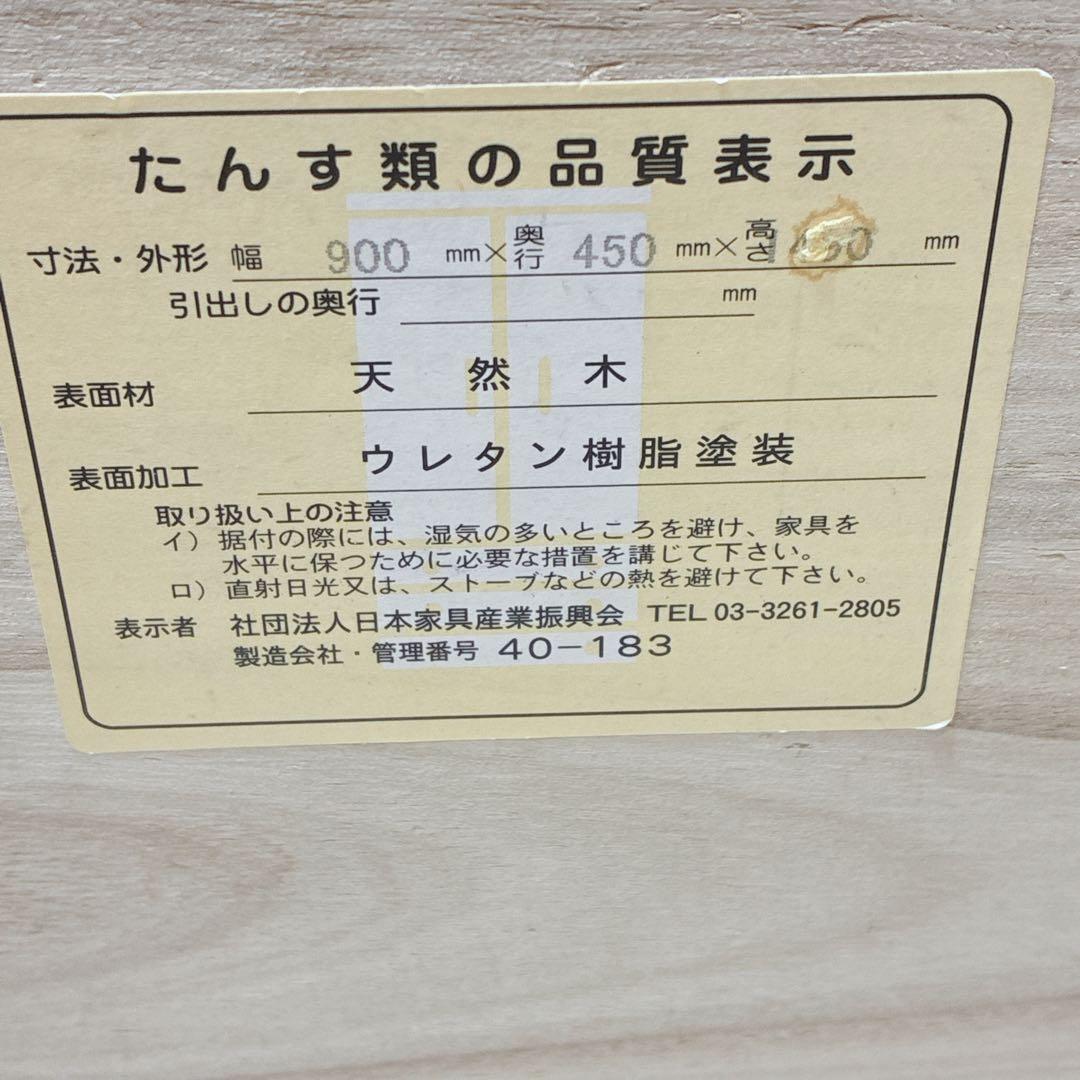 たんす類の品質表示
寸法・外形 幅 900 mm×奥行 450 mm×高さ mm
引出しの奥行 mm
表面材 天然木
表面加工 ウレタン樹脂塗装
取り扱い上の注意
イ）据付の際には、湿気の多いところを避け、家具を
水平に保つために必要な措置を講じて下さい。
ロ）直射日光又は、ストーブなどの熱を避けて下さい。
表示者 社団法人日本家具産業振興会 TEL 03-3261-2805
製造会社・管理番号 40-183